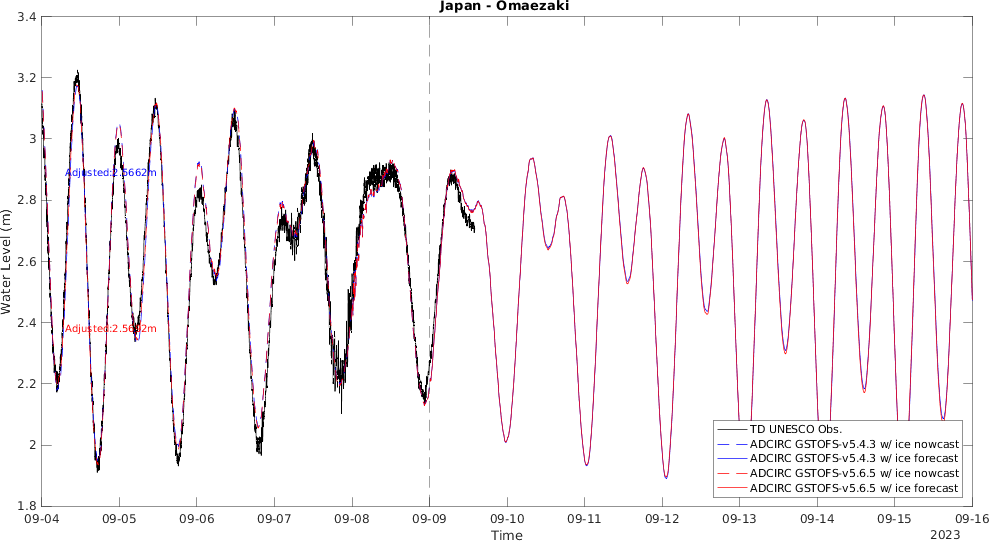 Japan - Omaezaki
3.4
3.2
3
2.8
2.6
2.4
2.2
2
1.8
Water Level (m)
Adjusted:2.5662m
TD UNESCO Obs.
ADCIRC GSTOFS-v5.4.3 w/ ice nowcast
ADCIRC GSTOFS-v5.4.3 w/ ice forecast
ADCIRC GSTOFS-v5.6.5 w/ ice nowcast
ADCIRC GSTOFS-v5.6.5 w/ ice forecast
09-04 09-05 09-06 09-07 09-08 09-09 09-10 09-11 09-12 09-13 09-14 09-15 09-16
Time
2023